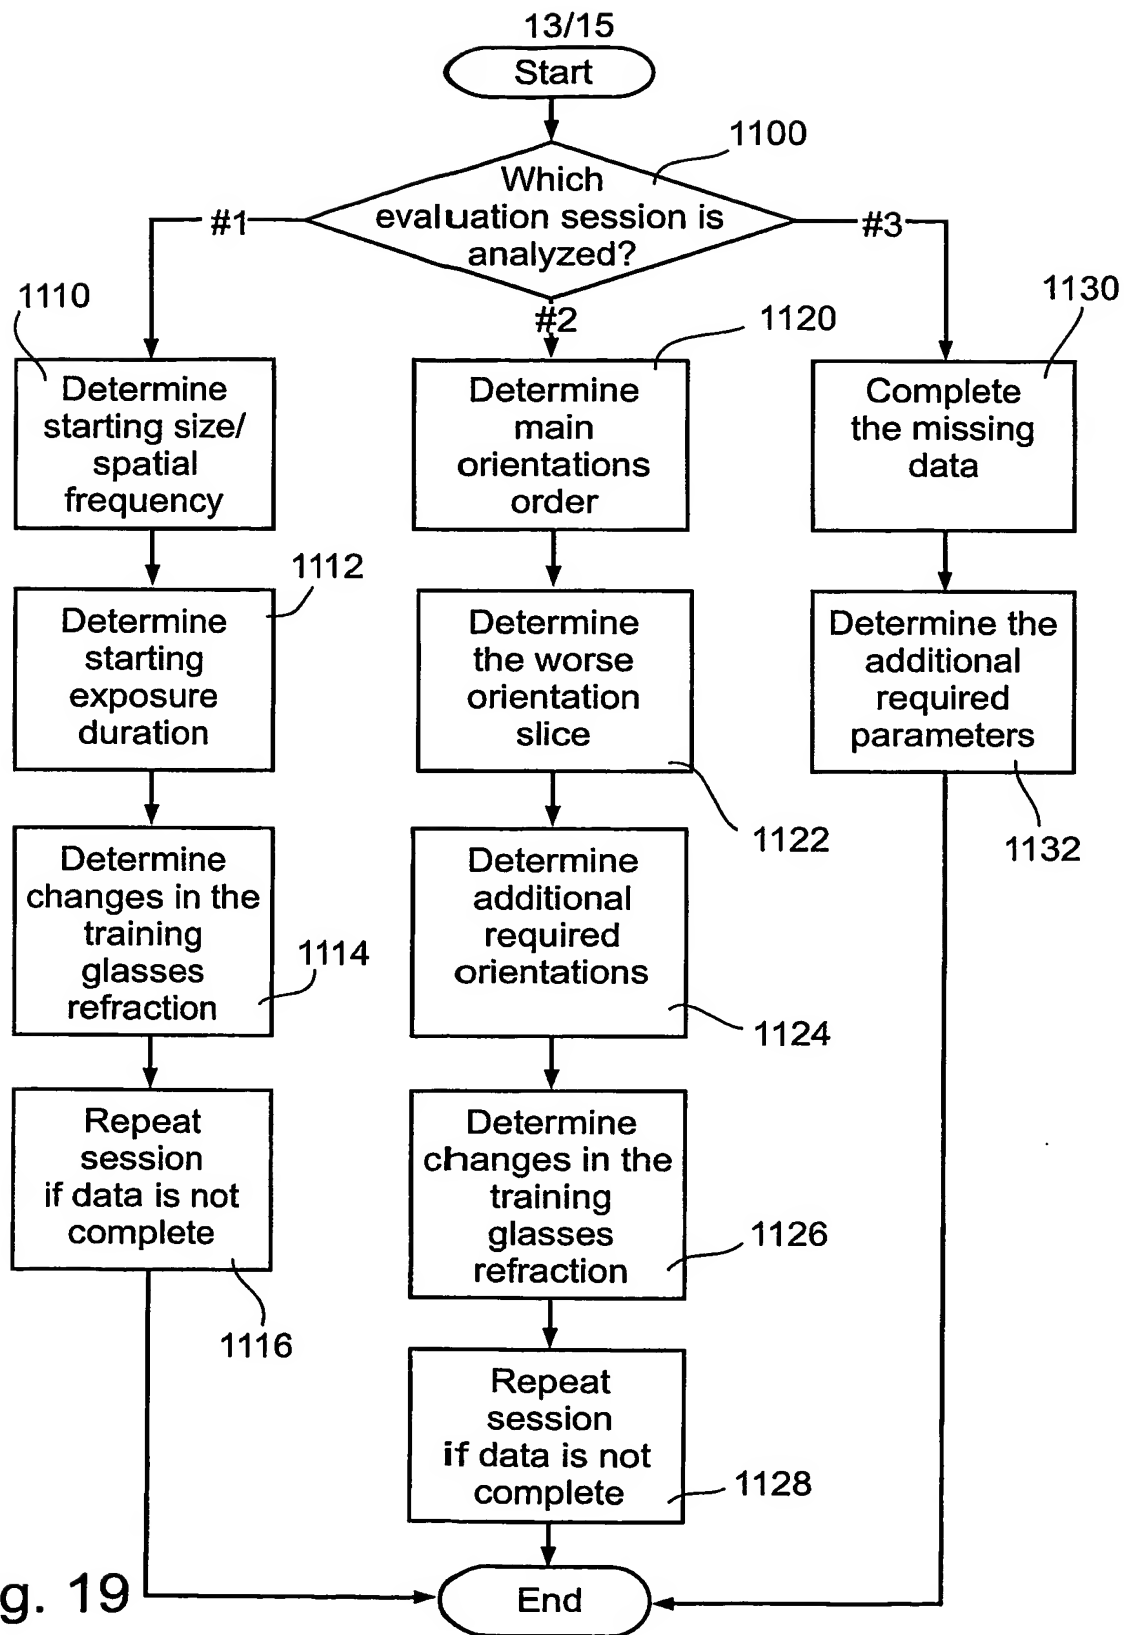 13/15
Start
1100
Which
evaluation session is
analyzed?
#1
#2
#3
1110
Determine
starting size/
spatial
frequency
1112
Determine
starting
exposure
duration
Determine
changes in the
training
glasses
refraction
1114
Repeat
session
if data is not
complete
1116
1120
Determine
main
orientations
order
Determine
the worse
orientation
slice
1122
Determine
additional
required
orientations
1124
Determine
changes in the
training
glasses
refraction
1126
Repeat
session
if data is not
complete
1128
1130
Complete
the missing
data
Determine the
additional
required
parameters
1132
End
g. 19